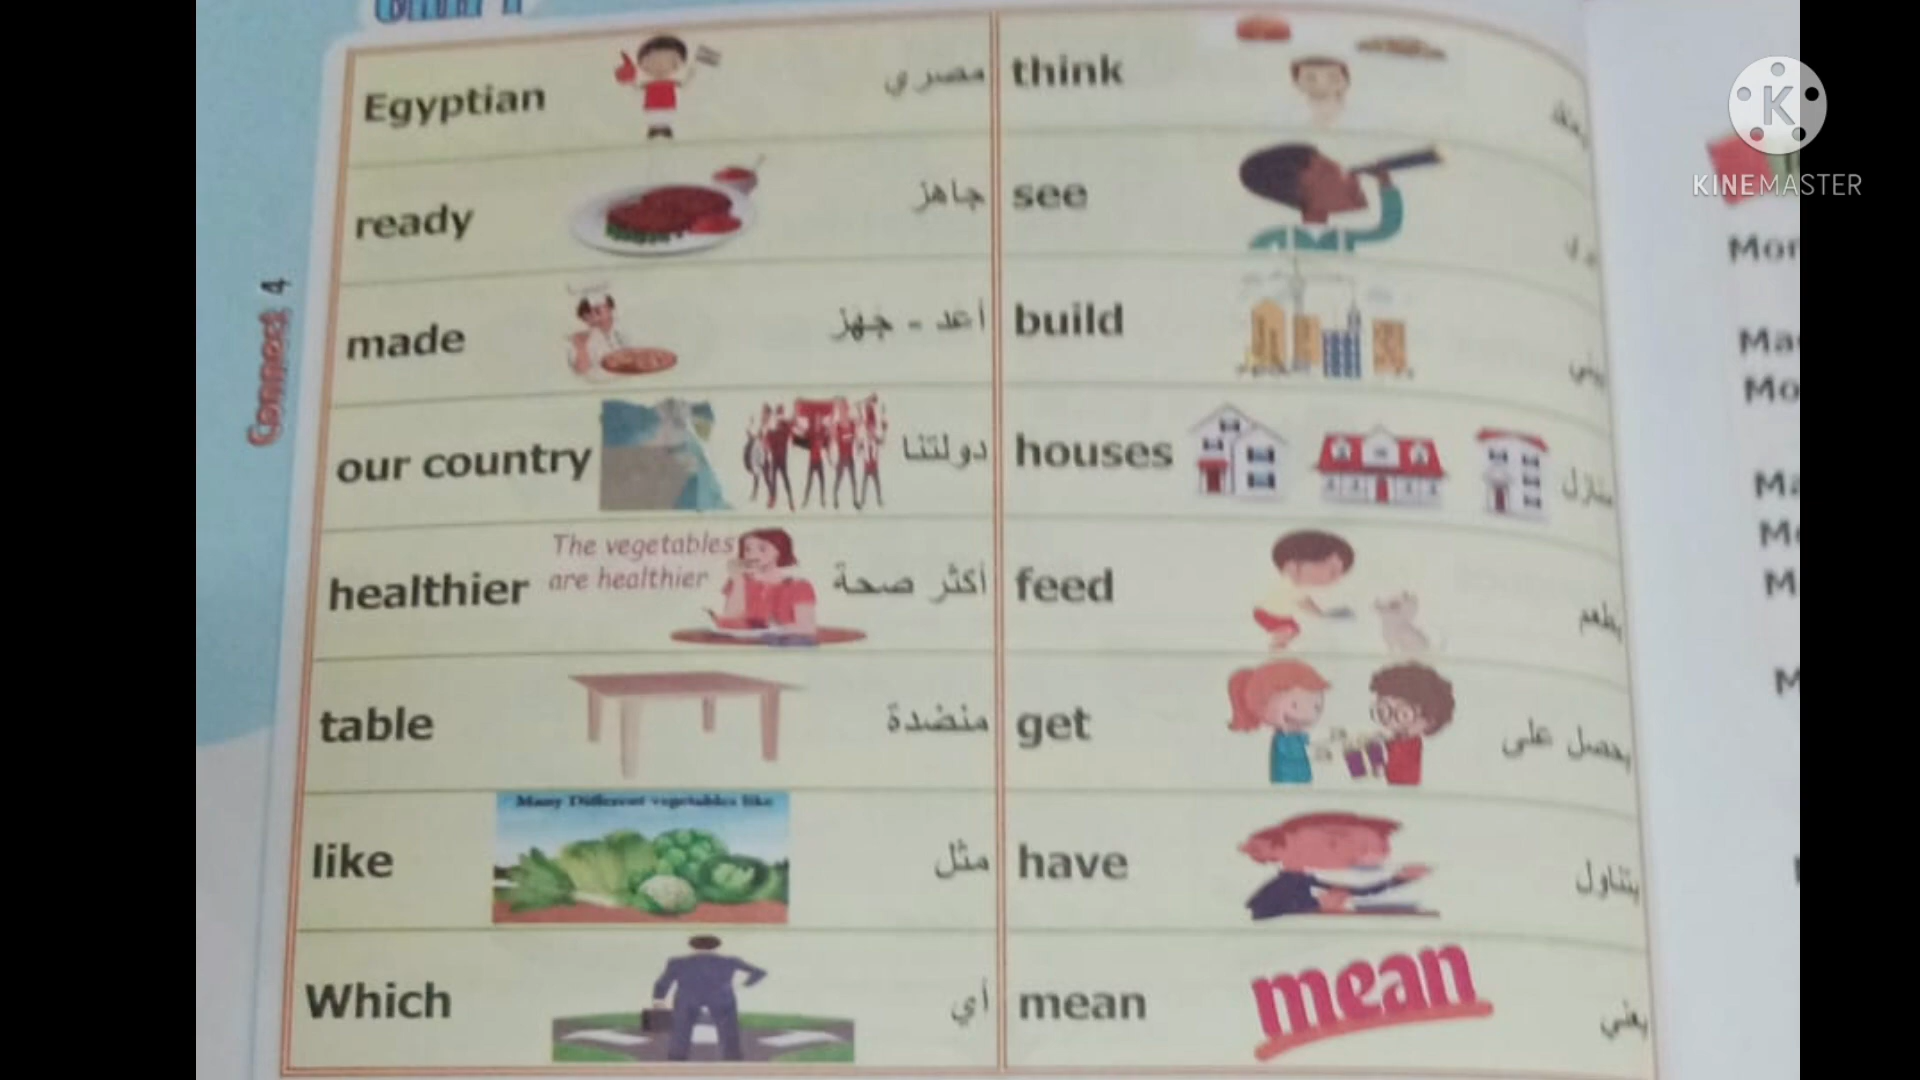 Connect 4
Egyptian مصري
ready جاهز
made أعد - جهز
our country دولتنا
The vegetables
are healthier
healthier أكثر صحة
table منضدة
Many Different vegetables like
like مثل
Which أي
think
see
build يبني
houses منازل
feed يطعم
get يحصل على
have يتناول
mean mean يعني
K
KINEMASTER